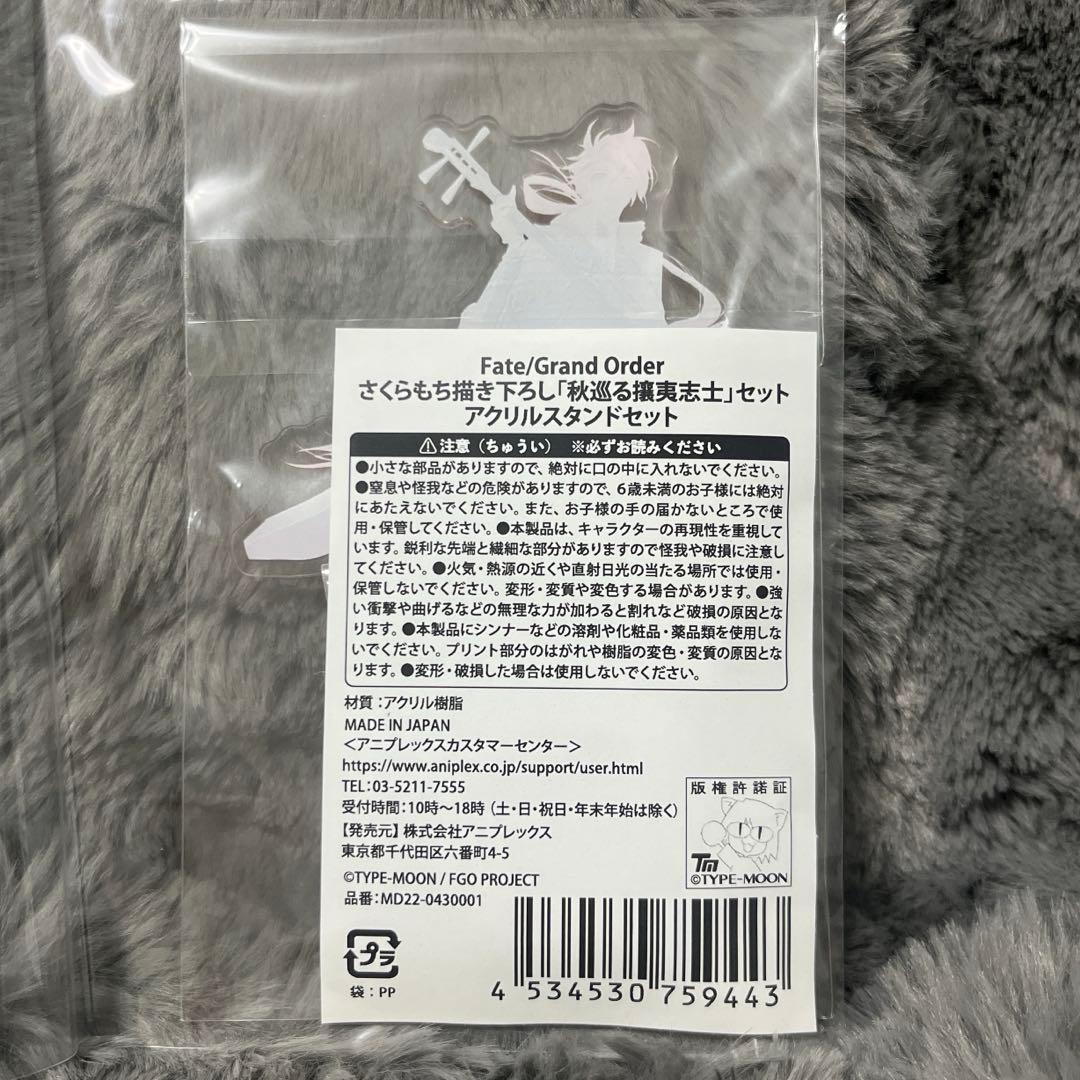 Fate/Grand Order
さくらもち描き下ろし「秋巡る攘夷志士」セット
アクリルスタンドセット
⚠注意（ちゅうい） ※必ずお読みください
●小さな部品がありますので、絶対に口の中に入れないでください。
●窒息や怪我などの危険がありますので、6歳未満のお子様には絶対
にあたえないでください。また、お子様の手の届かないところで使
用・保管してください。●本製品は、キャラクターの再現性を重視して
います。鋭利な先端と繊細な部分がありますので怪我や破損に注意し
てください。●火気・熱源の近くや直射日光の当たる場所では使用・
保管しないでください。変形・変質や変色する場合があります。●強
い衝撃や曲げるなどの無理な力が加わると割れなど破損の原因とな
ります。●本製品にシンナーなどの溶剤や化粧品・薬品類を使用しな
いでください。プリント部分のはがれや樹脂の変色・変質の原因とな
ります。●変形・破損した場合は使用しないでください。
材質：アクリル樹脂
MADE IN JAPAN
＜アニプレックスカスタマーセンター＞
https://www.aniplex.co.jp/support/user.html
TEL：03-5211-7555
受付時間：10時～18時（土・日・祝日・年末年始は除く）
【発売元】株式会社アニプレックス
東京都千代田区六番町4-5
©TYPE-MOON / FGO PROJECT
品番：MD22-0430001
版権許諾証
TM
©TYPE-MOON
プラ
袋：PP
4 534530 759443